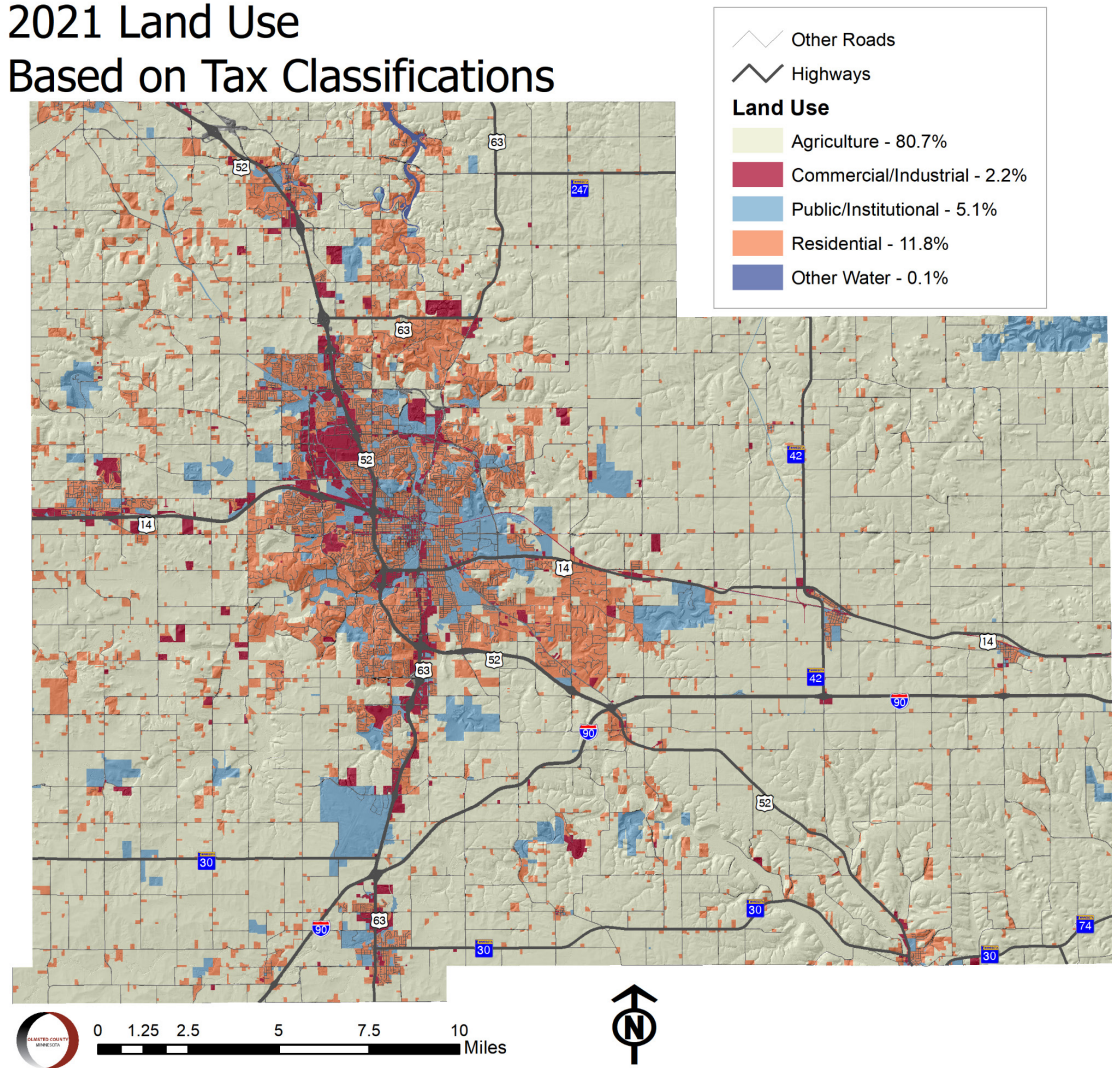 2021 Land Use
Based on Tax Classifications
Other Roads
Highways
Land Use
Agriculture - 80.7%
Commercial/Industrial - 2.2%
Public/Institutional - 5.1%
Residential - 11.8%
Other Water - 0.1%
63
52
247
63
42
52
14
14
14
52
63
42
90
90
52
30
30
63
90
30
74
30
OLMSTED COUNTY
MINNESOTA
0 1.25 2.5 5 7.5 10
Miles
N